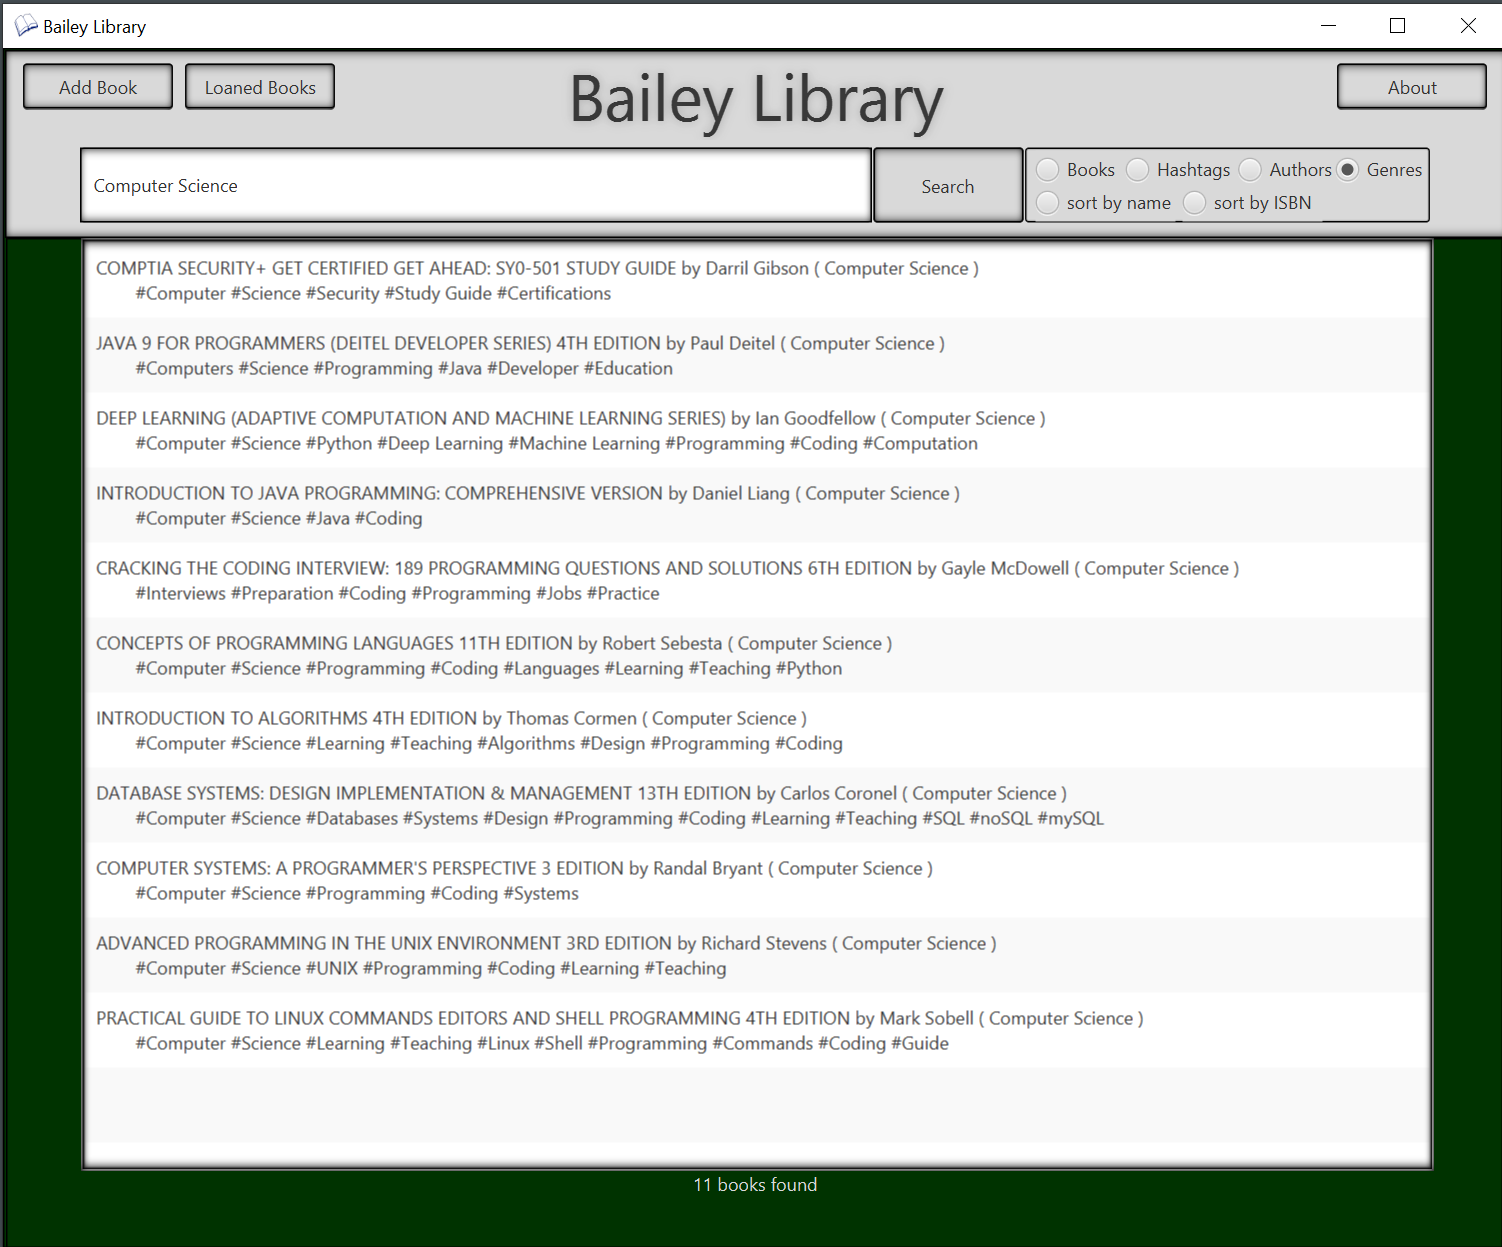 Bailey Library
Add Book
Loaned Books
Bailey Library
About
Computer Science
Search
Books Hashtags Authors Genres
sort by name sort by ISBN
COMPTIA SECURITY+ GET CERTIFIED GET AHEAD: SY0-501 STUDY GUIDE by Darril Gibson ( Computer Science )
#Computer #Science #Security #Study Guide #Certifications
JAVA 9 FOR PROGRAMMERS (DEITEL DEVELOPER SERIES) 4TH EDITION by Paul Deitel ( Computer Science )
#Computers #Science #Programming #Java #Developer #Education
DEEP LEARNING (ADAPTIVE COMPUTATION AND MACHINE LEARNING SERIES) by Ian Goodfellow ( Computer Science )
#Computer #Science #Python #Deep Learning #Machine Learning #Programming #Coding #Computation
INTRODUCTION TO JAVA PROGRAMMING: COMPREHENSIVE VERSION by Daniel Liang ( Computer Science )
#Computer #Science #Java #Coding
CRACKING THE CODING INTERVIEW: 189 PROGRAMMING QUESTIONS AND SOLUTIONS 6TH EDITION by Gayle McDowell ( Computer Science )
#Interviews #Preparation #Coding #Programming #Jobs #Practice
CONCEPTS OF PROGRAMMING LANGUAGES 11TH EDITION by Robert Sebesta ( Computer Science )
#Computer #Science #Programming #Coding #Languages #Learning #Teaching #Python
INTRODUCTION TO ALGORITHMS 4TH EDITION by Thomas Cormen ( Computer Science )
#Computer #Science #Learning #Teaching #Algorithms #Design #Programming #Coding
DATABASE SYSTEMS: DESIGN IMPLEMENTATION & MANAGEMENT 13TH EDITION by Carlos Coronel ( Computer Science )
#Computer #Science #Databases #Systems #Design #Programming #Coding #Learning #Teaching #SQL #noSQL #mySQL
COMPUTER SYSTEMS: A PROGRAMMER'S PERSPECTIVE 3 EDITION by Randal Bryant ( Computer Science )
#Computer #Science #Programming #Coding #Systems
ADVANCED PROGRAMMING IN THE UNIX ENVIRONMENT 3RD EDITION by Richard Stevens ( Computer Science )
#Computer #Science #UNIX #Programming #Coding #Learning #Teaching
PRACTICAL GUIDE TO LINUX COMMANDS EDITORS AND SHELL PROGRAMMING 4TH EDITION by Mark Sobell ( Computer Science )
#Computer #Science #Learning #Teaching #Linux #Shell #Programming #Commands #Coding #Guide
11 books found